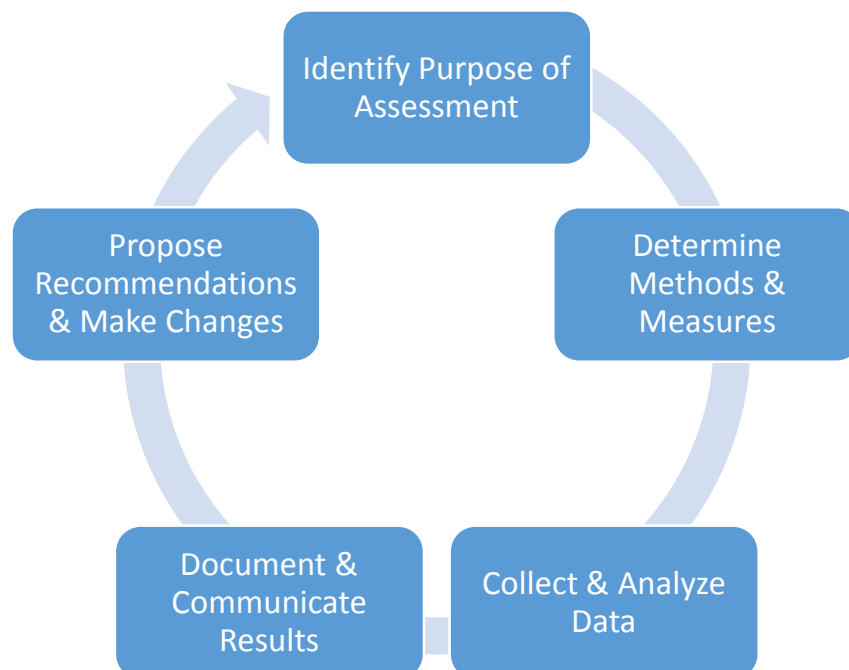 Identify Purpose of
Assessment
Determine
Methods &
Measures
Collect & Analyze
Data
Document &
Communicate
Results
Propose
Recommendations
& Make Changes